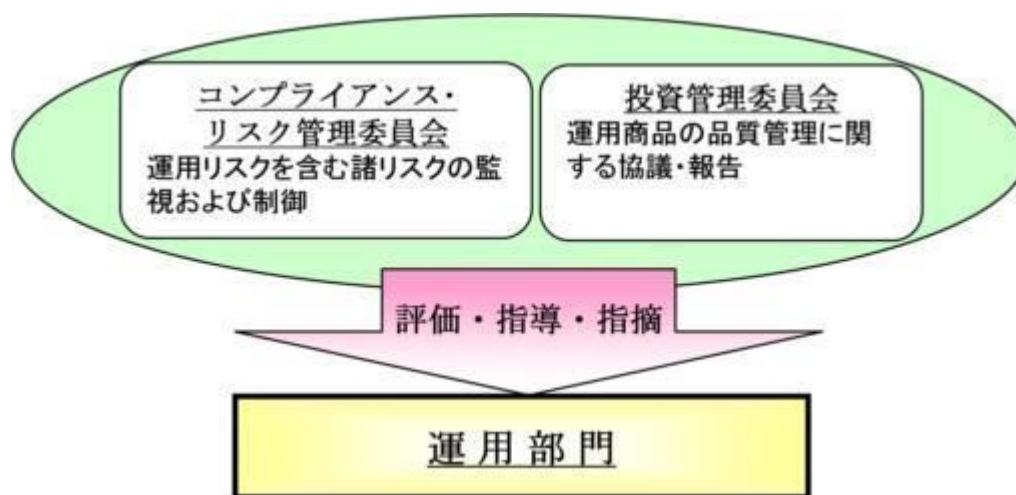 コンプライアンス・
リスク管理委員会
運用リスクを含む諸リスクの監
視および制御
投資管理委員会
運用商品の品質管理に関
する協議・報告
評価・指導・指摘
運用部門